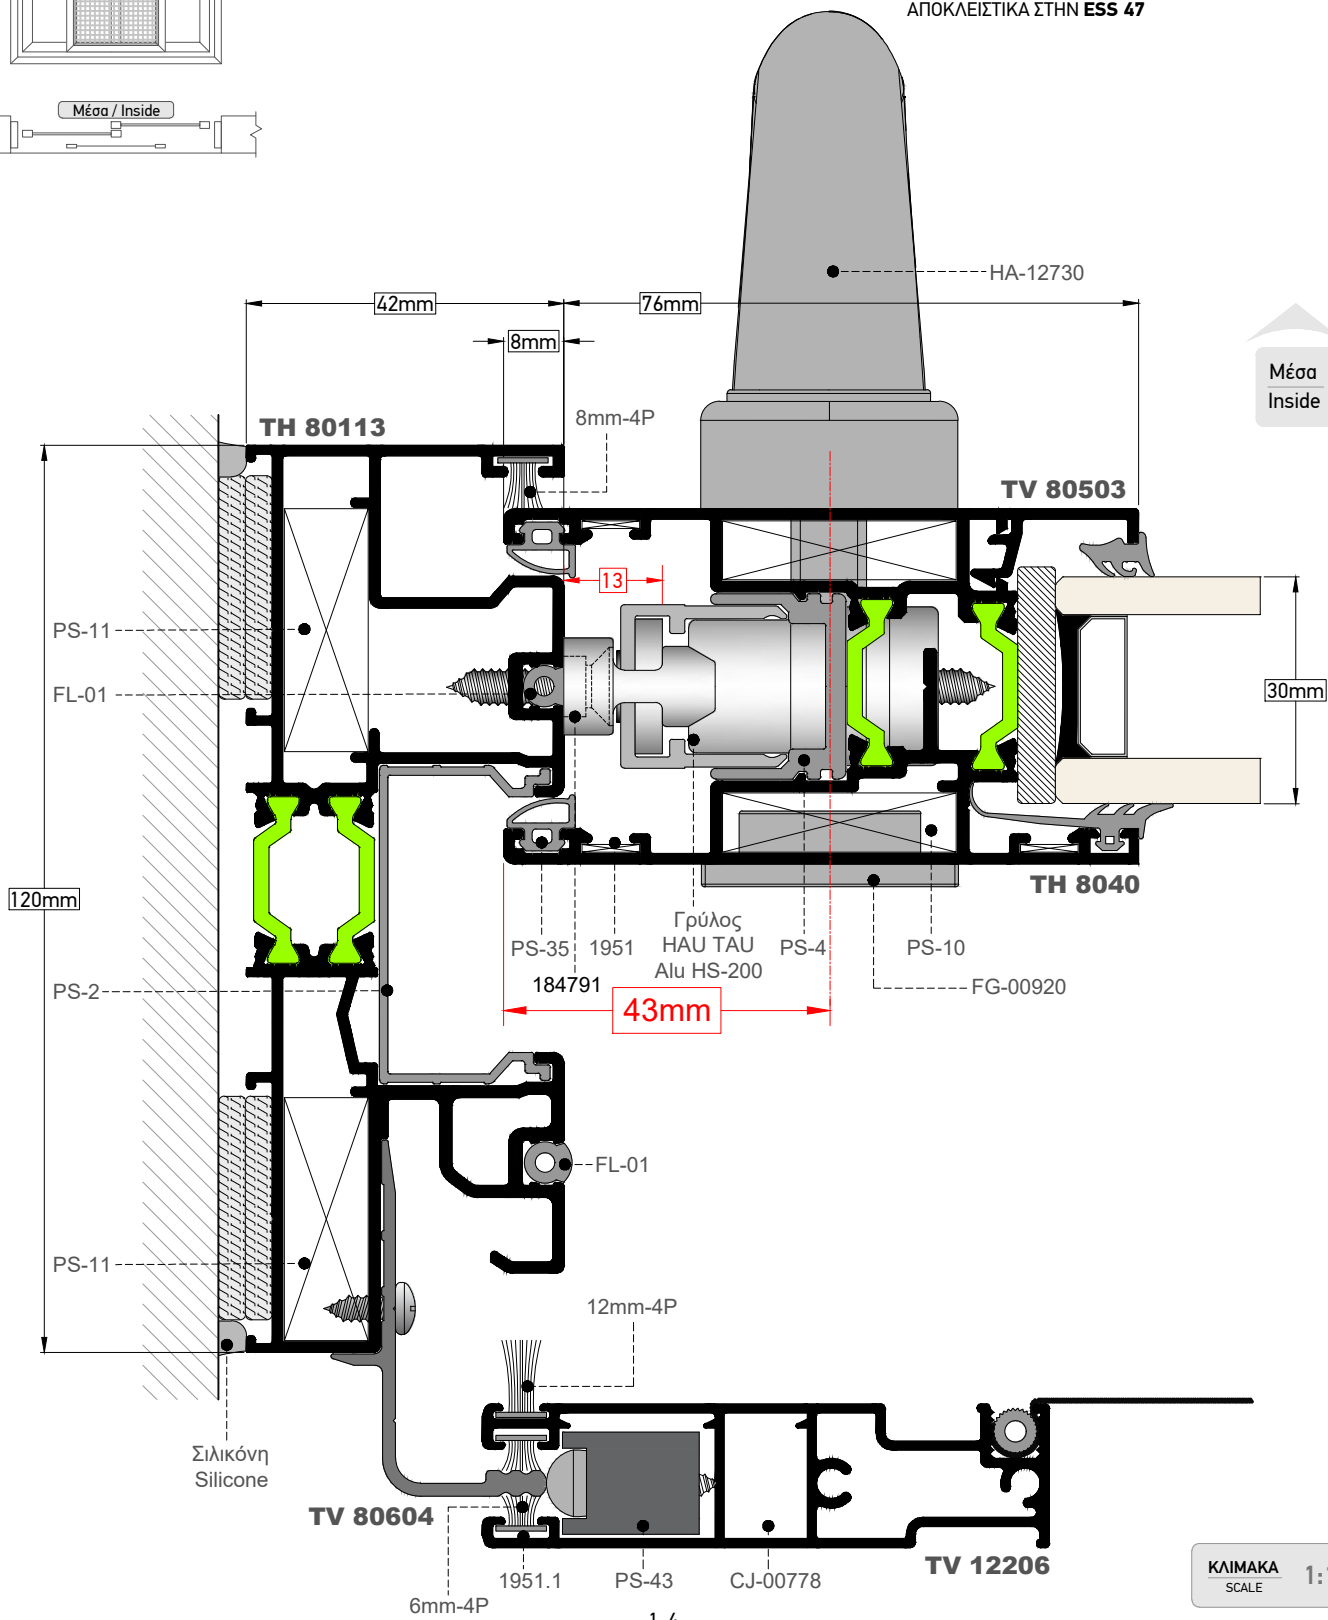 ΑΠΟΚΛΕΙΣΤΙΚΑ ΣΤΗΝ ESS 47
Μέσα / Inside
HA-12730
42mm
76mm
8mm
Μέσα
Inside
TH 80113
8mm-4P
TV 80503
13
PS-11
FL-01
30mm
120mm
TH 8040
PS-35
1951
Γρύλος
HAU TAU
Alu HS-200
PS-4
PS-10
184791
PS-2
FG-00920
43mm
FL-01
PS-11
12mm-4P
Σιλικόνη
Silicone
TV 80604
TV 12206
1951.1
PS-43
CJ-00778
6mm-4P
ΚΛΙΜΑΚΑ
SCALE